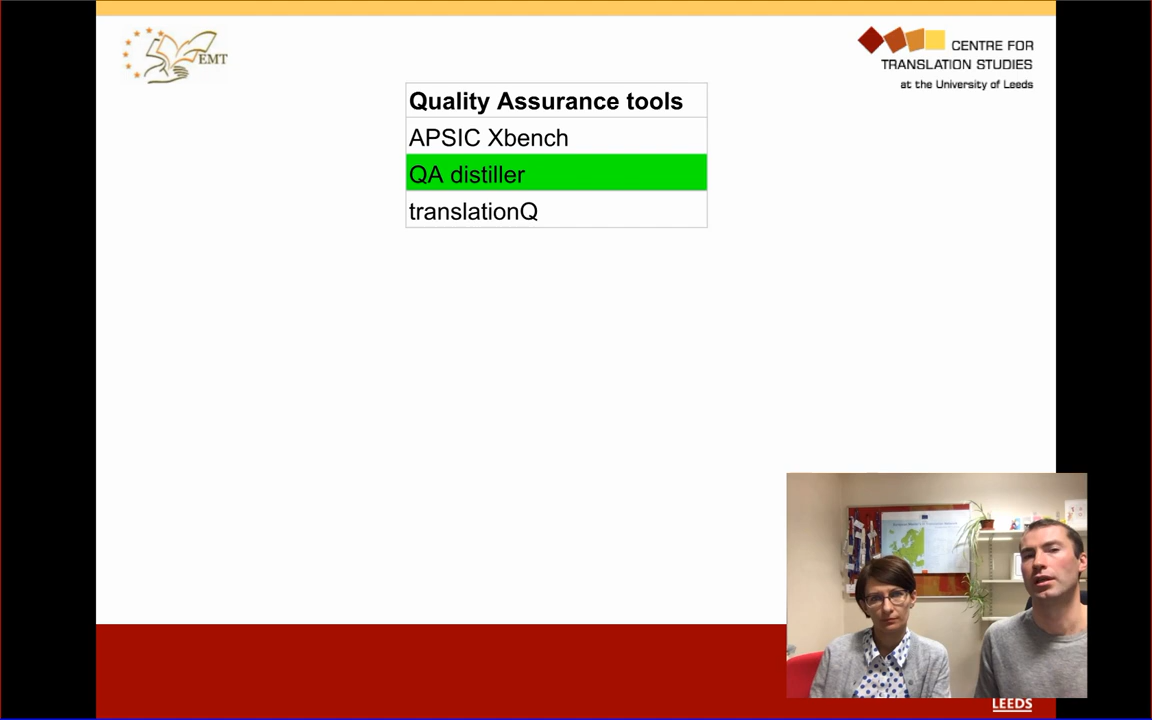 EMT
CENTRE FOR
TRANSLATION STUDIES
at the University of Leeds
Quality Assurance tools
APSIC Xbench
QA distiller
translationQ
LEEDS